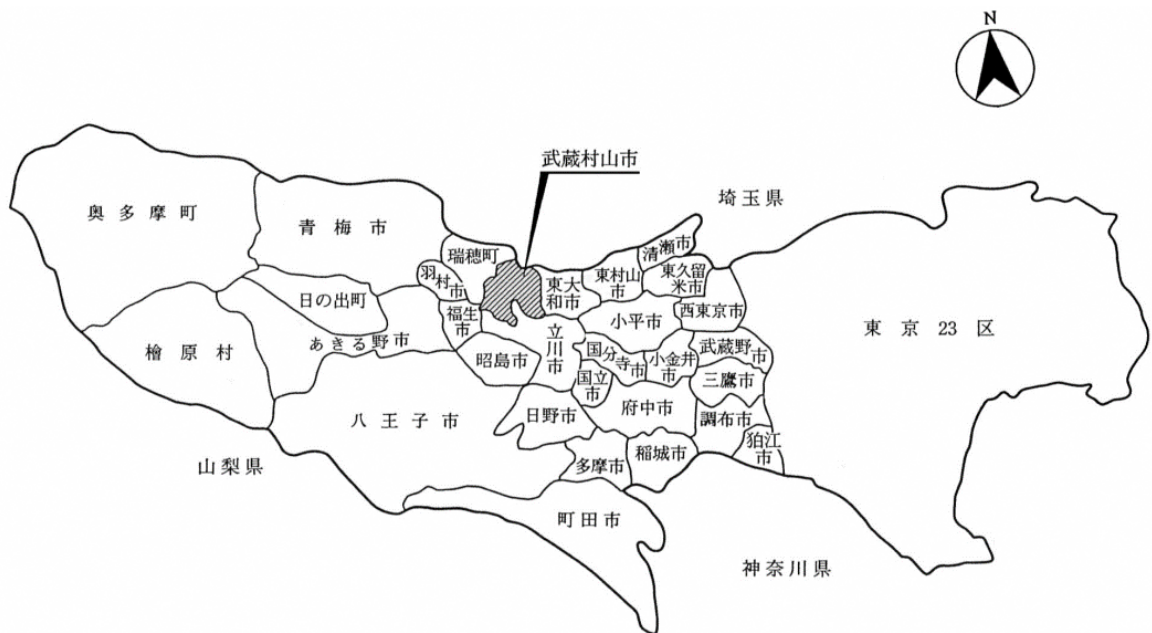 N
武蔵村山市
埼玉県
奥多摩町
青梅市
瑞穂町
清瀬市
羽村市
東大和市
東村山市
東久留米市
日の出町
福生市
小平市
西東京市
東京23区
檜原村
あきる野市
昭島市
立川市
国分寺市
小金井市
武蔵野市
国立市
三鷹市
八王子市
日野市
府中市
調布市
狛江市
山梨県
多摩市
稲城市
町田市
神奈川県